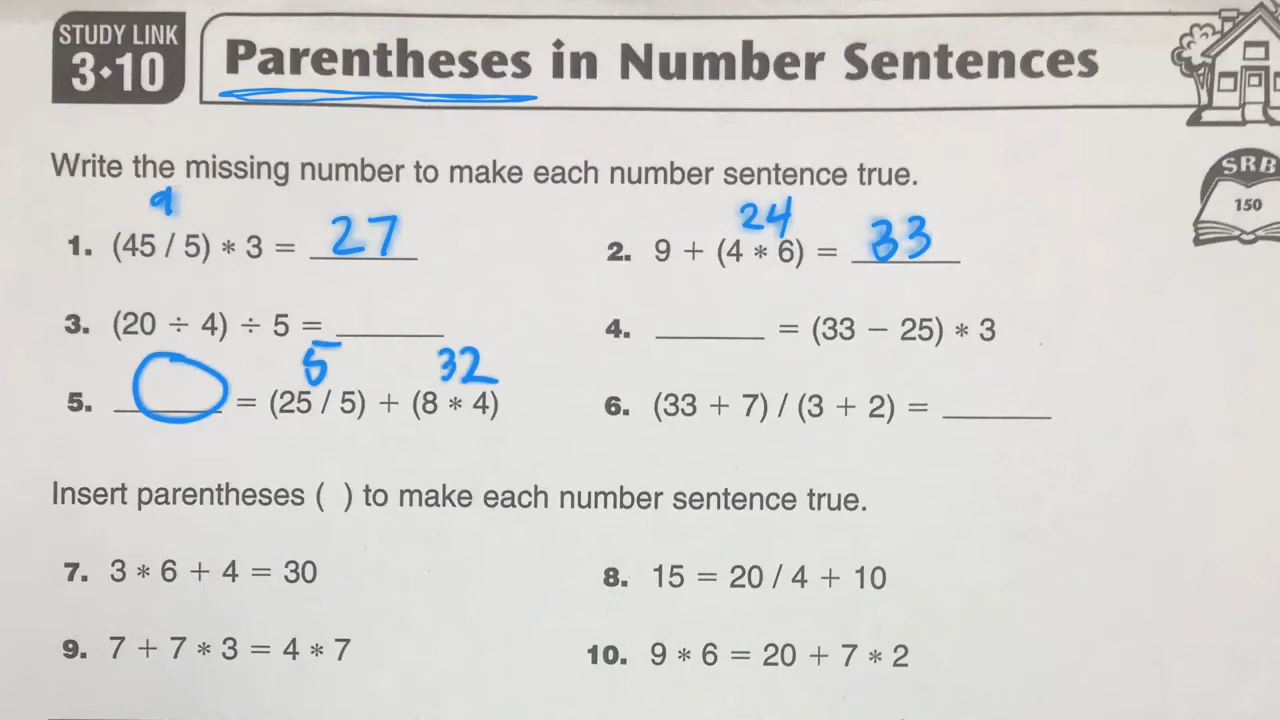 STUDY LINK
3•10
Parentheses in Number Sentences
Write the missing number to make each number sentence true.
SRB
150
9
1. (45 / 5) * 3 = 27
24
2. 9 + (4 * 6) = 33
3. (20 ÷ 4) ÷ 5 = ______
4. ______ = (33 − 25) * 3
5 32
5. ______ = (25 / 5) + (8 * 4)
6. (33 + 7) / (3 + 2) = ______
Insert parentheses ( ) to make each number sentence true.
7. 3 * 6 + 4 = 30
8. 15 = 20 / 4 + 10
9. 7 + 7 * 3 = 4 * 7
10. 9 * 6 = 20 + 7 * 2